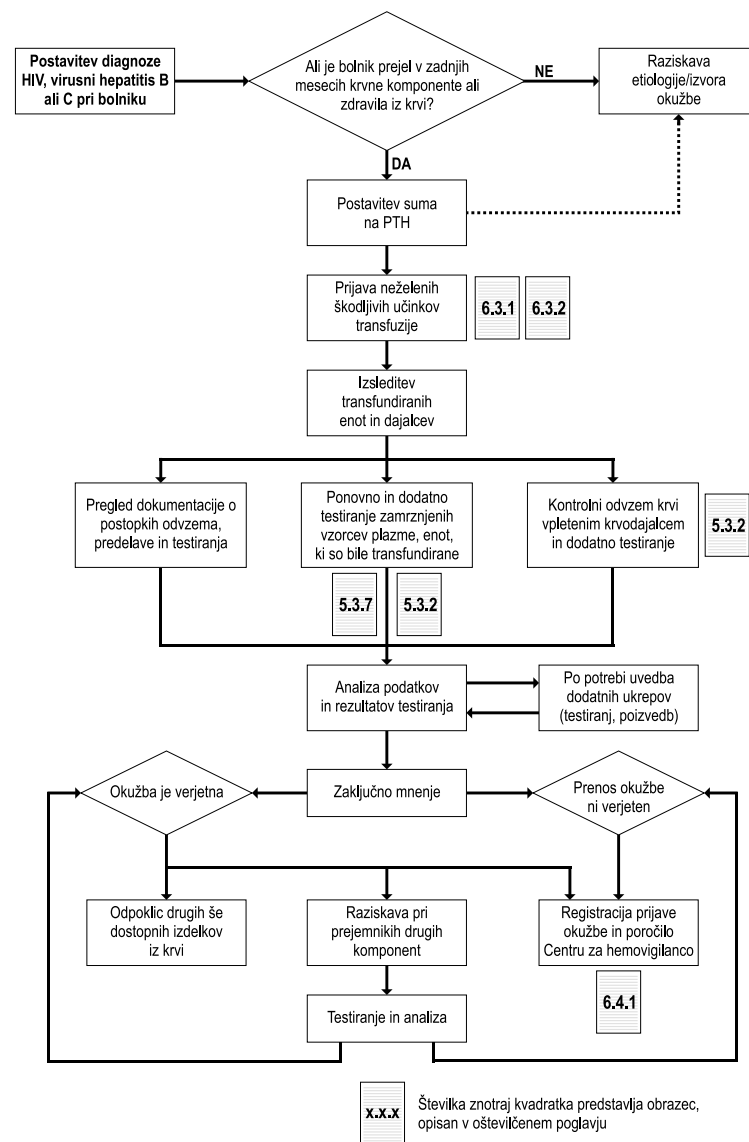 Postavitev diagnoze
HIV, virusni hepatitis B
ali C pri bolniku
Ali je bolnik prejel v zadnjih
mesecih krvne komponente ali
zdravila iz krvi?
NE
Raziskava
etiologije/izvora
okužbe
DA
Postavitev suma
na PTH
Prijava neželenih
škodljivih učinkov
transfuzije
6.3.1
6.3.2
Izsleditev
transfundiranih
enot in dajalcev
Pregled dokumentacije o
postopkih odvzema,
predelave in testiranja
Ponovno in dodatno
testiranje zamrznjenih
vzorcev plazme, enot,
ki so bile transfundirane
Kontrolni odvzem krvi
vpletenim krvodajalcem
in dodatno testiranje
5.3.2
5.3.7
5.3.2
Analiza podatkov
in rezultatov testiranja
Po potrebi uvedba
dodatnih ukrepov
(testiranj, poizvedb)
Okužba je verjetna
Zaključno mnenje
Prenos okužbe
ni verjeten
Odpoklic drugih še
dostopnih izdelkov
iz krvi
Raziskava pri
prejemnikih drugih
komponent
Registracija prijave
okužbe in poročilo
Centru za hemovigilanco
6.4.1
Testiranje in analiza
x.x.x
Številka znotraj kvadratka predstavlja obrazec,
opisan v oštevilčenem poglavju